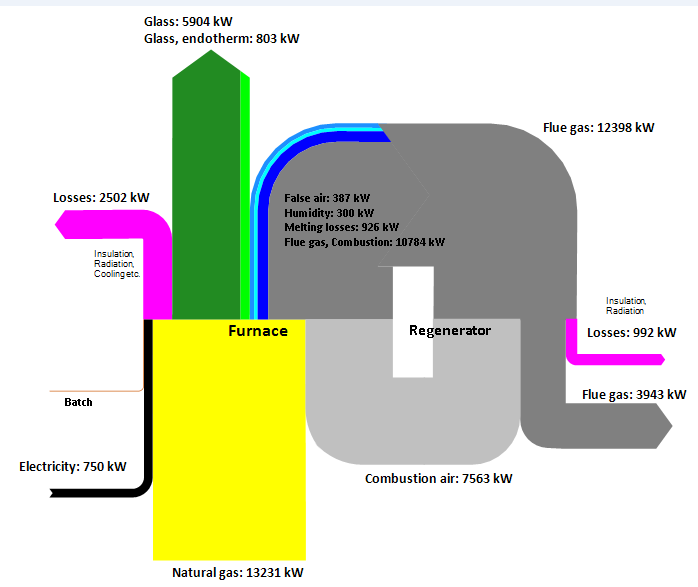 Glass: 5904 kW
Glass, endotherm: 803 kW
Flue gas: 12398 kW
Losses: 2502 kW
False air: 387 kW
Humidity: 300 kW
Melting losses: 926 kW
Flue gas, Combustion: 10784 kW
Insulation,
Radiation,
Cooling etc.
Insulation,
Radiation
Furnace
Regenerator
Losses: 992 kW
Flue gas: 3943 kW
Batch
Electricity: 750 kW
Combustion air: 7563 kW
Natural gas: 13231 kW